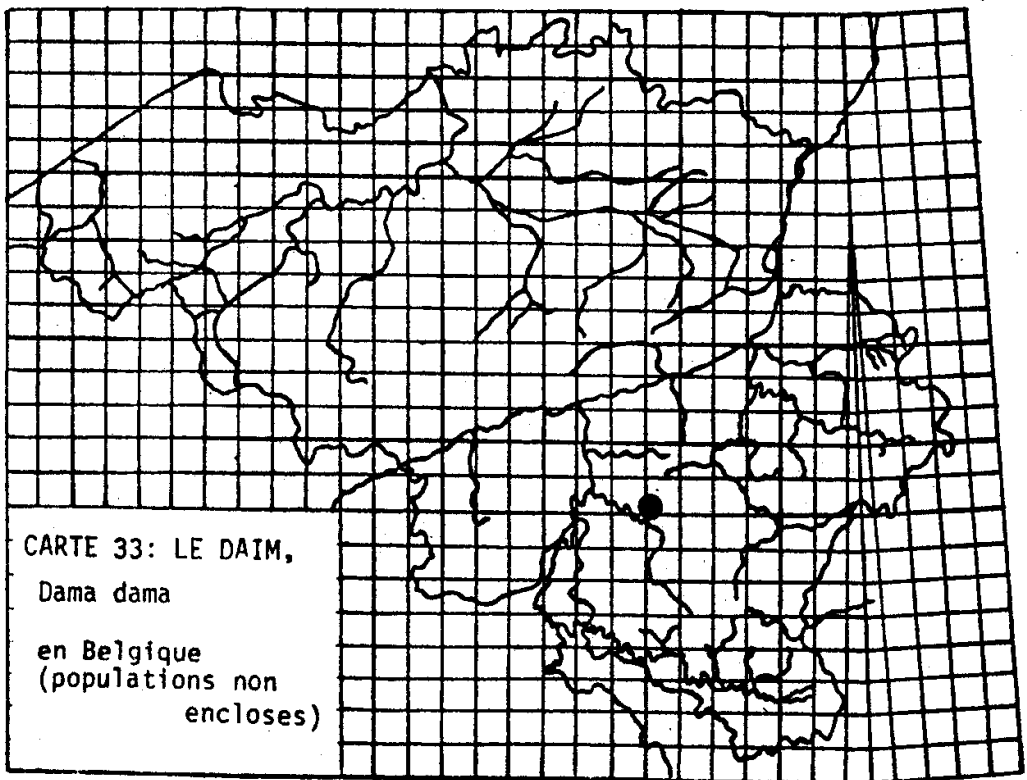 CARTE 33: LE DAIM,
Dama dama
en Belgique
(populations non
encloses)